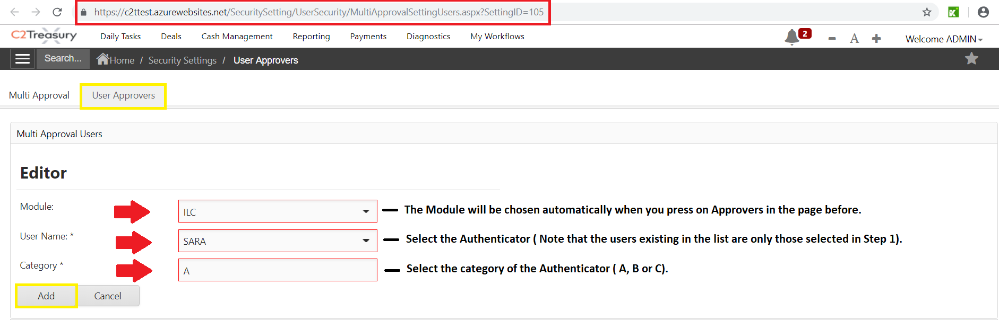 https://c2ttest.azurewebsites.net/SecuritySetting/UserSecurity/MultiApprovalSettingUsers.aspx?SettingID=105
C2Treasury Daily Tasks Deals Cash Management Reporting Payments Diagnostics My Workflows 2 A Welcome ADMIN
Search... Home / Security Settings / User Approvers
Multi Approval User Approvers
Multi Approval Users
Editor
Module: ILC The Module will be chosen automatically when you press on Approvers in the page before.
User Name: * SARA Select the Authenticator ( Note that the users existing in the list are only those selected in Step 1).
Category * A Select the category of the Authenticator ( A, B or C).
Add Cancel